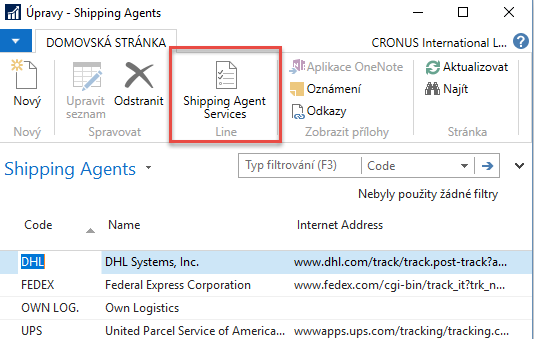 Úpravy - Shipping Agents
DOMOVSKÁ STRÁNKA
CRONUS International L... ?
Nový
Upravit seznam
Odstranit
Shipping Agent Services
Aplikace OneNote
Oznámení
Odkazy
Aktualizovat
Najít
Nový
Spravovat
Line
Zobrazit přílohy
Stránka
Shipping Agents
Typ filtrování (F3)
Code
Nebyly použity žádné filtry
Code Name Internet Address
DHL DHL Systems, Inc. www.dhl.com/track/track.post-track?a...
FEDEX Federal Express Corporation www.fedex.com/cgi-bin/track_it?trk_n...
OWN LOG. Own Logistics
UPS United Parcel Service of America... wwwapps.ups.com/tracking/tracking.c...